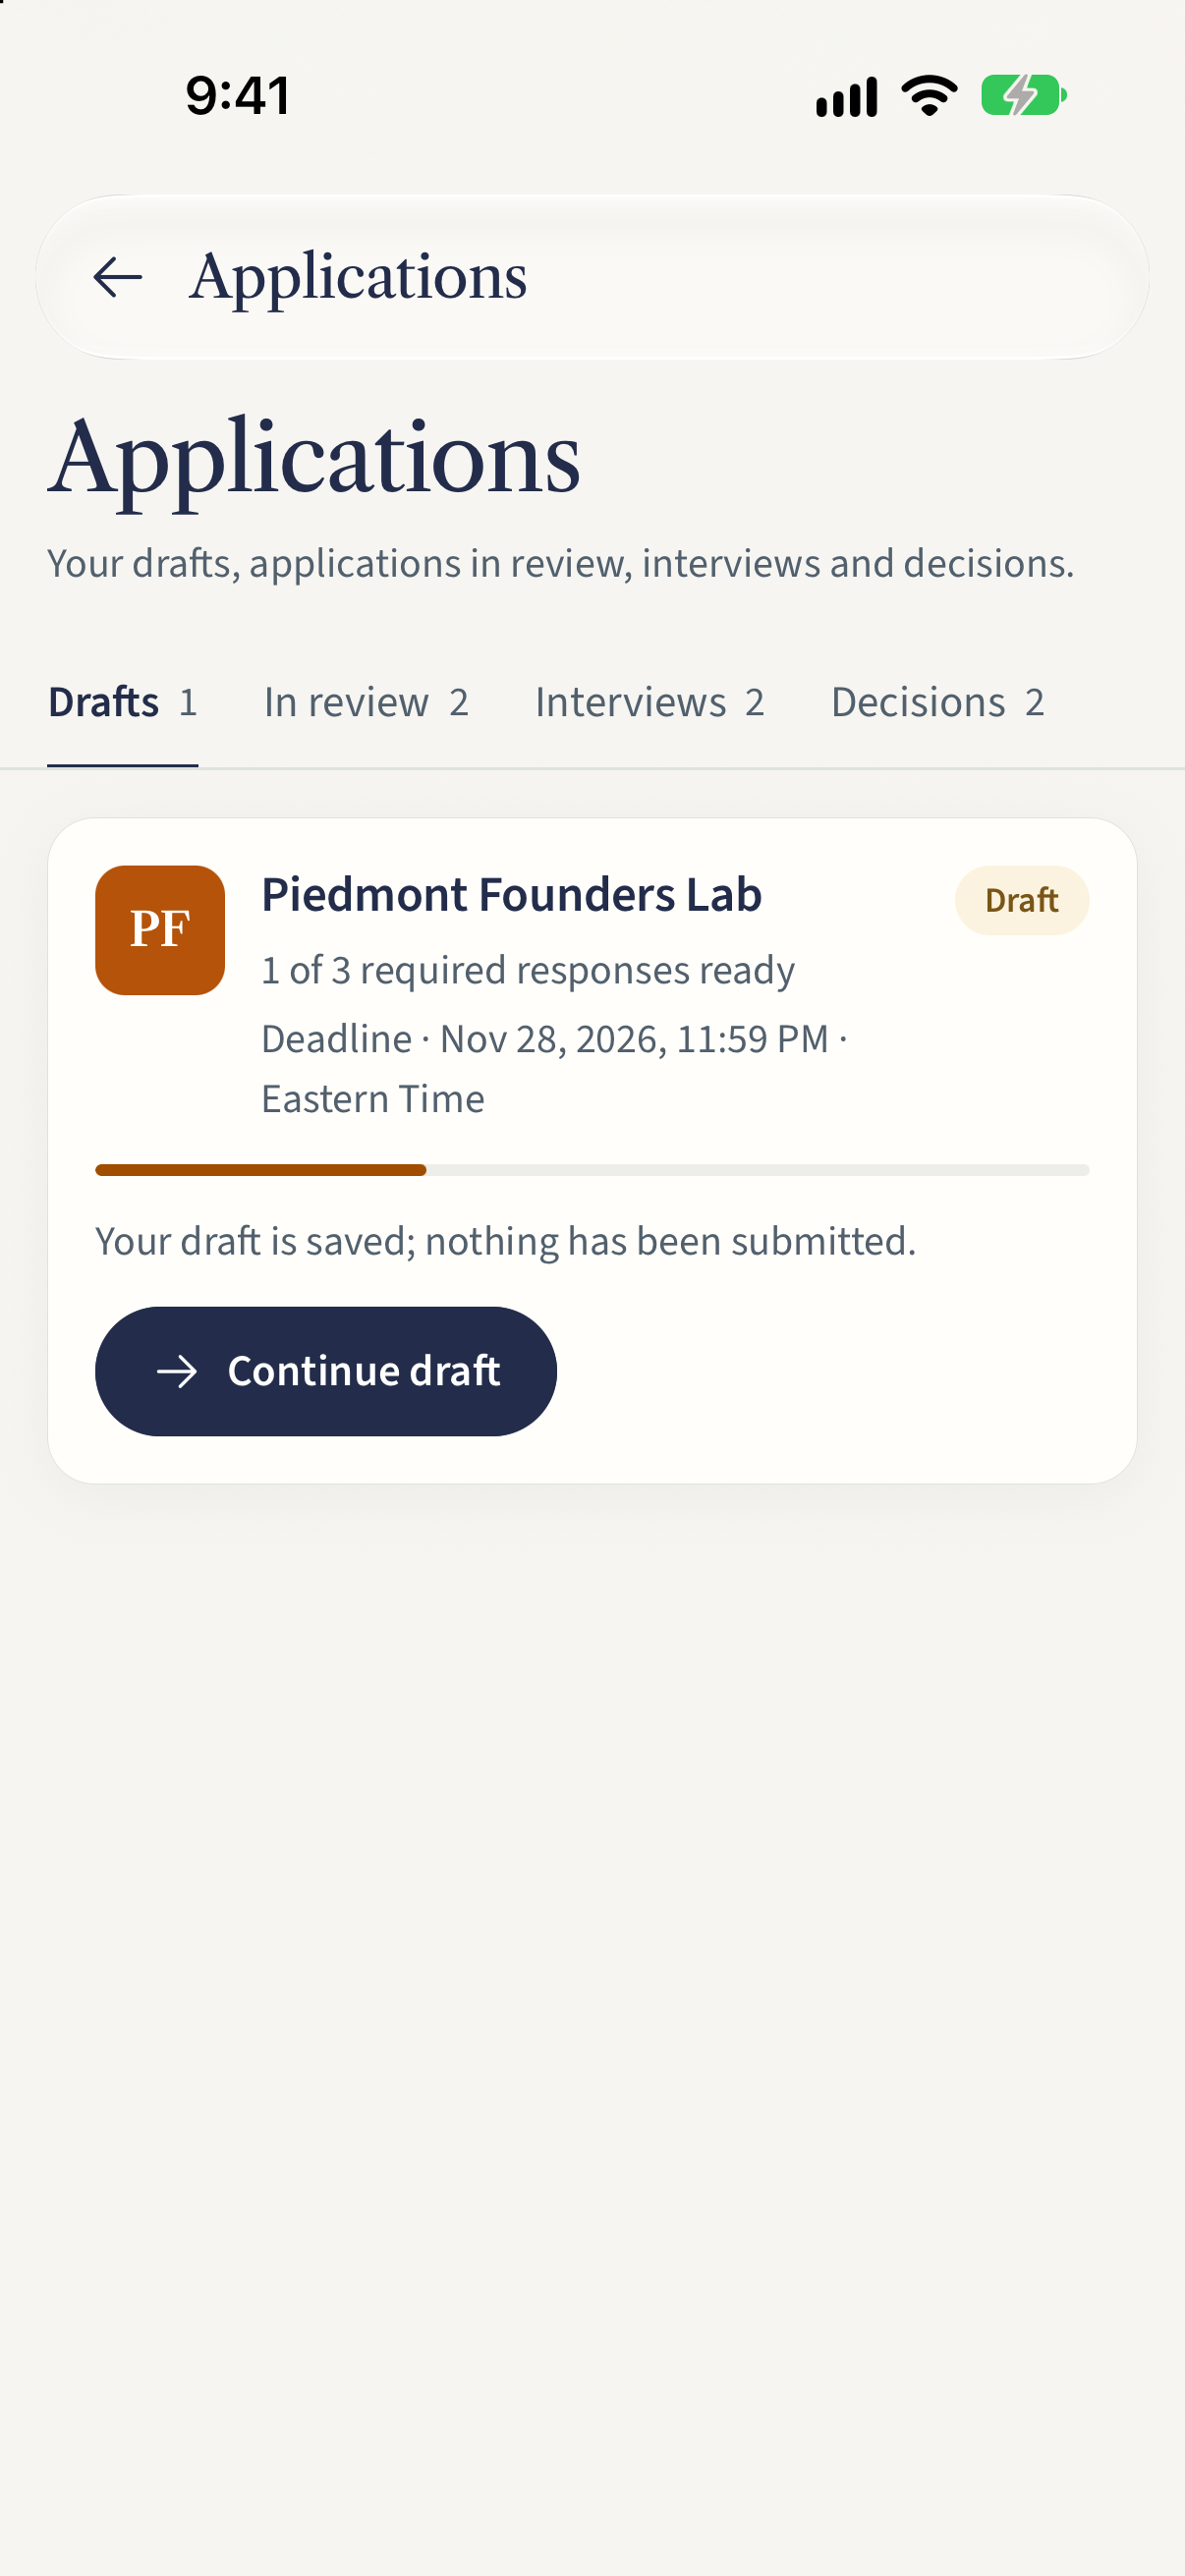 9:41
Applications
Applications
Your drafts, applications in review, interviews and decisions.
Drafts 1 In review 2 Interviews 2 Decisions 2
PF
Piedmont Founders Lab
Draft
1 of 3 required responses ready
Deadline · Nov 28, 2026, 11:59 PM ·
Eastern Time
Your draft is saved; nothing has been submitted.
Continue draft